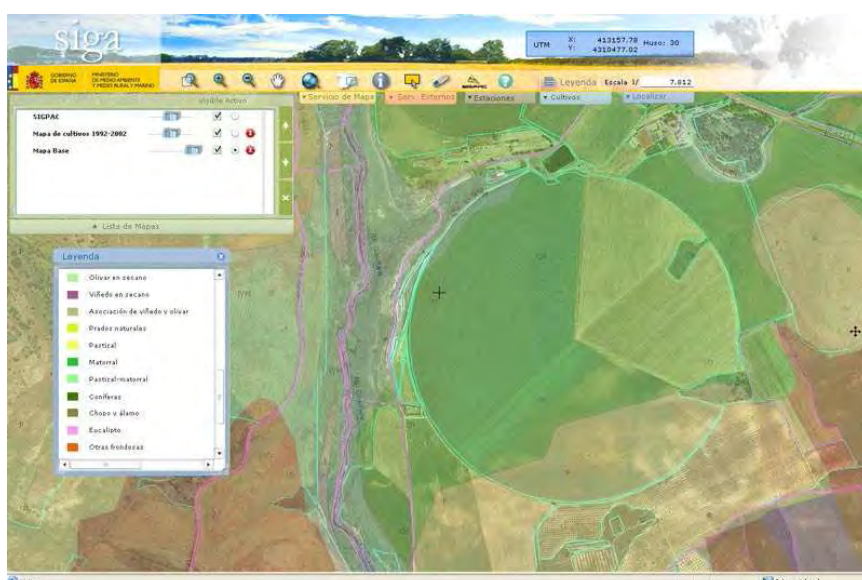 siga
GOBIERNO DE ESPAÑA
MINISTERIO DE MEDIO AMBIENTE Y MEDIO RURAL Y MARINO
UTM X: 413157.78 Huso: 30
Y: 4310477.02
Leyenda Escala 1/ 7.812
Visible Activo
Servicio de Mapa
Serv. Externos
Estaciones
Cultivos
Localizar
SIGPAC
Mapa de cultivos 1992-2002
Mapa Base
Lista de Mapas
Leyenda
Olivar en secano
Viñedo en secano
Asociación de viñedo y olivar
Prados naturales
Pastizal
Matorral
Pastizal-matorral
Coníferas
Chopo y álamo
Eucalipto
Otras frondosas